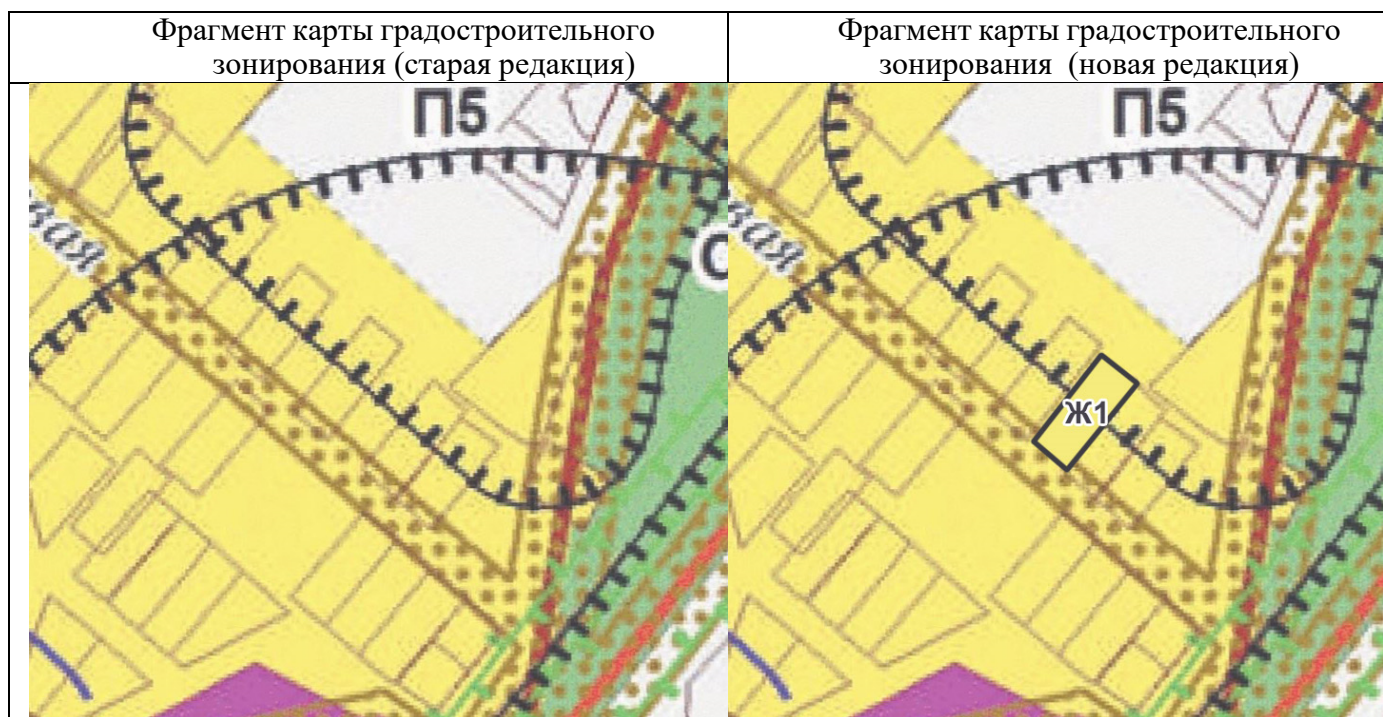 Фрагмент карты градостроительного
зонирования (старая редакция)
Фрагмент карты градостроительного
зонирования (новая редакция)
П5
П5
Ж1